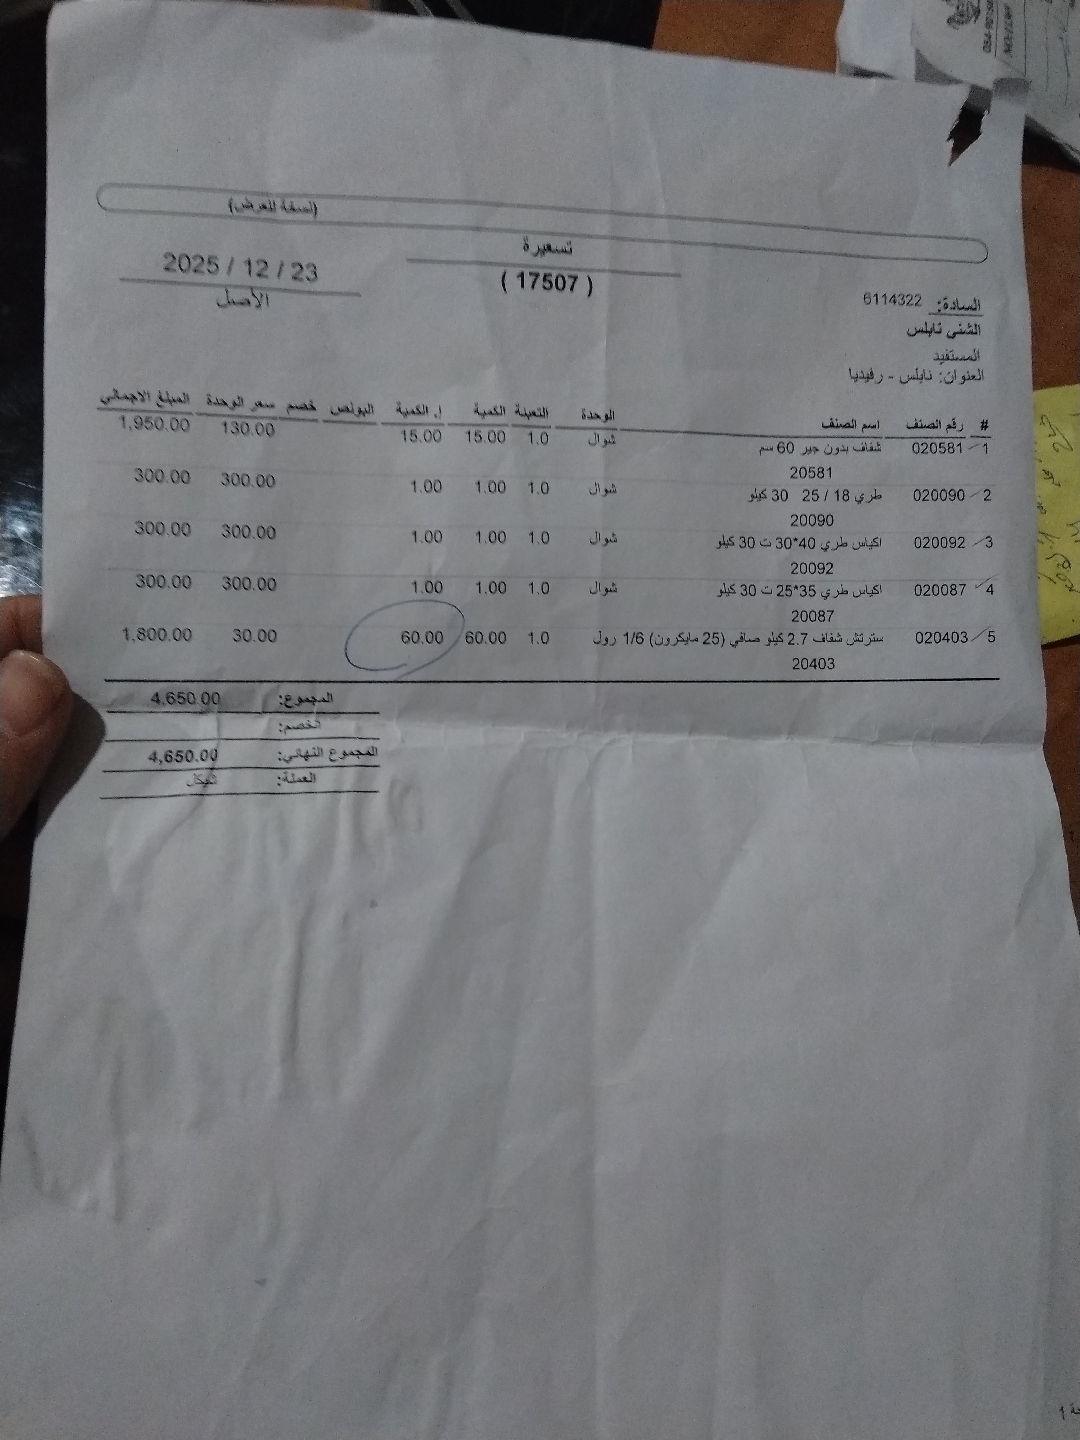 (نسخة للعرض)
تسعيرة
( 17507 )
2025 / 12 / 23
الأصل
السادة: 6114322
الشني نابلس
المستفيد
العنوان: نابلس - رفيديا
# رقم الصنف اسم الصنف الوحدة التعبئة الكمية إ. الكمية البونص خصم سعر الوحدة المبلغ الاجمالي
1 020581 شفاف بدون جير 60 سم شوال 1.0 15.00 15.00 130.00 1,950.00
20581
2 020090 طري 18 / 25 30 كيلو شوال 1.0 1.00 1.00 300.00 300.00
20090
3 020092 اكياس طري 40*30 ت 30 كيلو شوال 1.0 1.00 1.00 300.00 300.00
20092
4 020087 اكياس طري 35*25 ت 30 كيلو شوال 1.0 1.00 1.00 300.00 300.00
20087
5 020403 سترتش شفاف 2.7 كيلو صافي (25 مايكرون) 1/6 رول 1.0 60.00 60.00 30.00 1,800.00
20403
المجموع: 4,650.00
الخصم:
المجموع النهائي: 4,650.00
العملة: شيكل